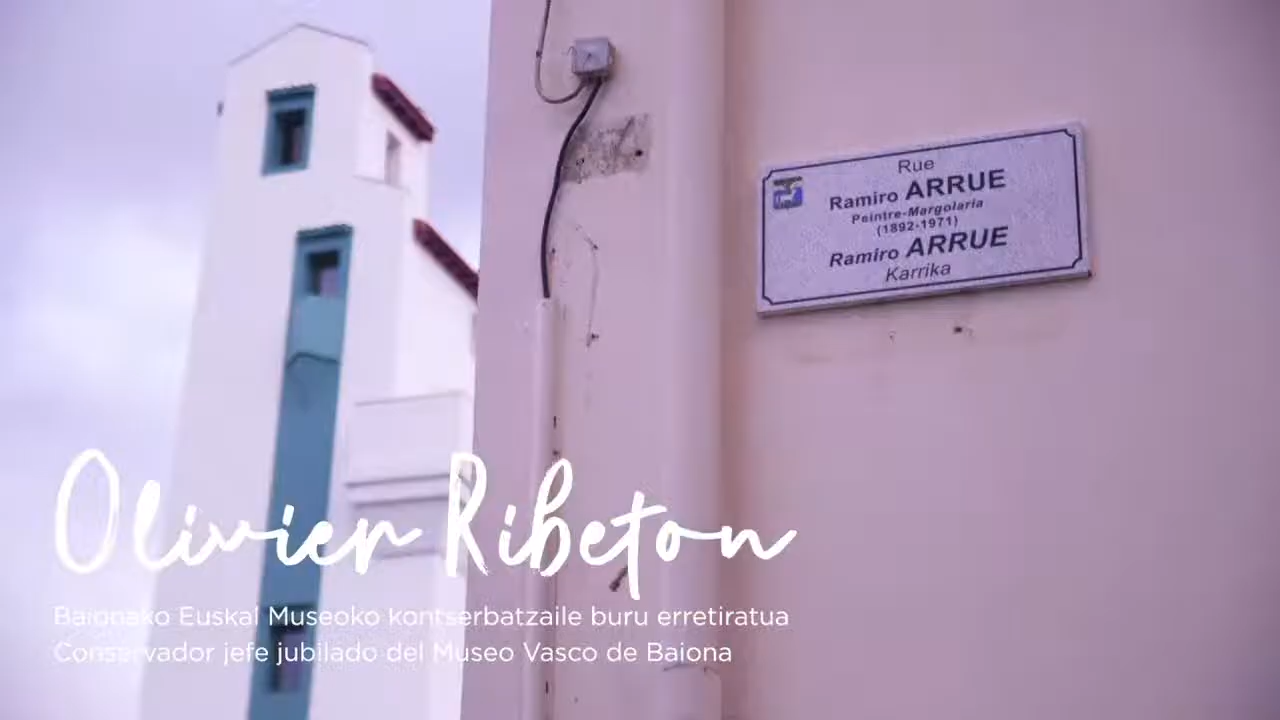 Rue
Ramiro ARRUE
Peintre-Margolaria
(1892-1971)
Ramiro ARRUE
Karrika
Olivier Ribeton
Baionako Euskal Museoko kontserbatzaile buru erretiratua
Conservador jefe jubilado del Museo Vasco de Baiona